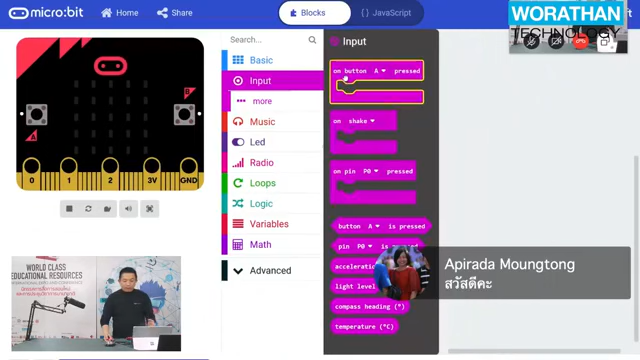 micro:bit
Home
Share
Blocks
JavaScript
WORATHAN
TECHNOLOGY
Search...
Basic
Input
more
Music
Led
Radio
Loops
Logic
Variables
Math
Advanced
Input
on button A pressed
on shake
on pin P0 pressed
button A is pressed
pin P0 is pressed
acceleration
light level
compass heading (°)
temperature (°C)
A
B
0 1 2 3V GND
WORLD CLASS
EDUCATIONAL
RESOURCES
Apirada Moungtong
สวัสดีคะ